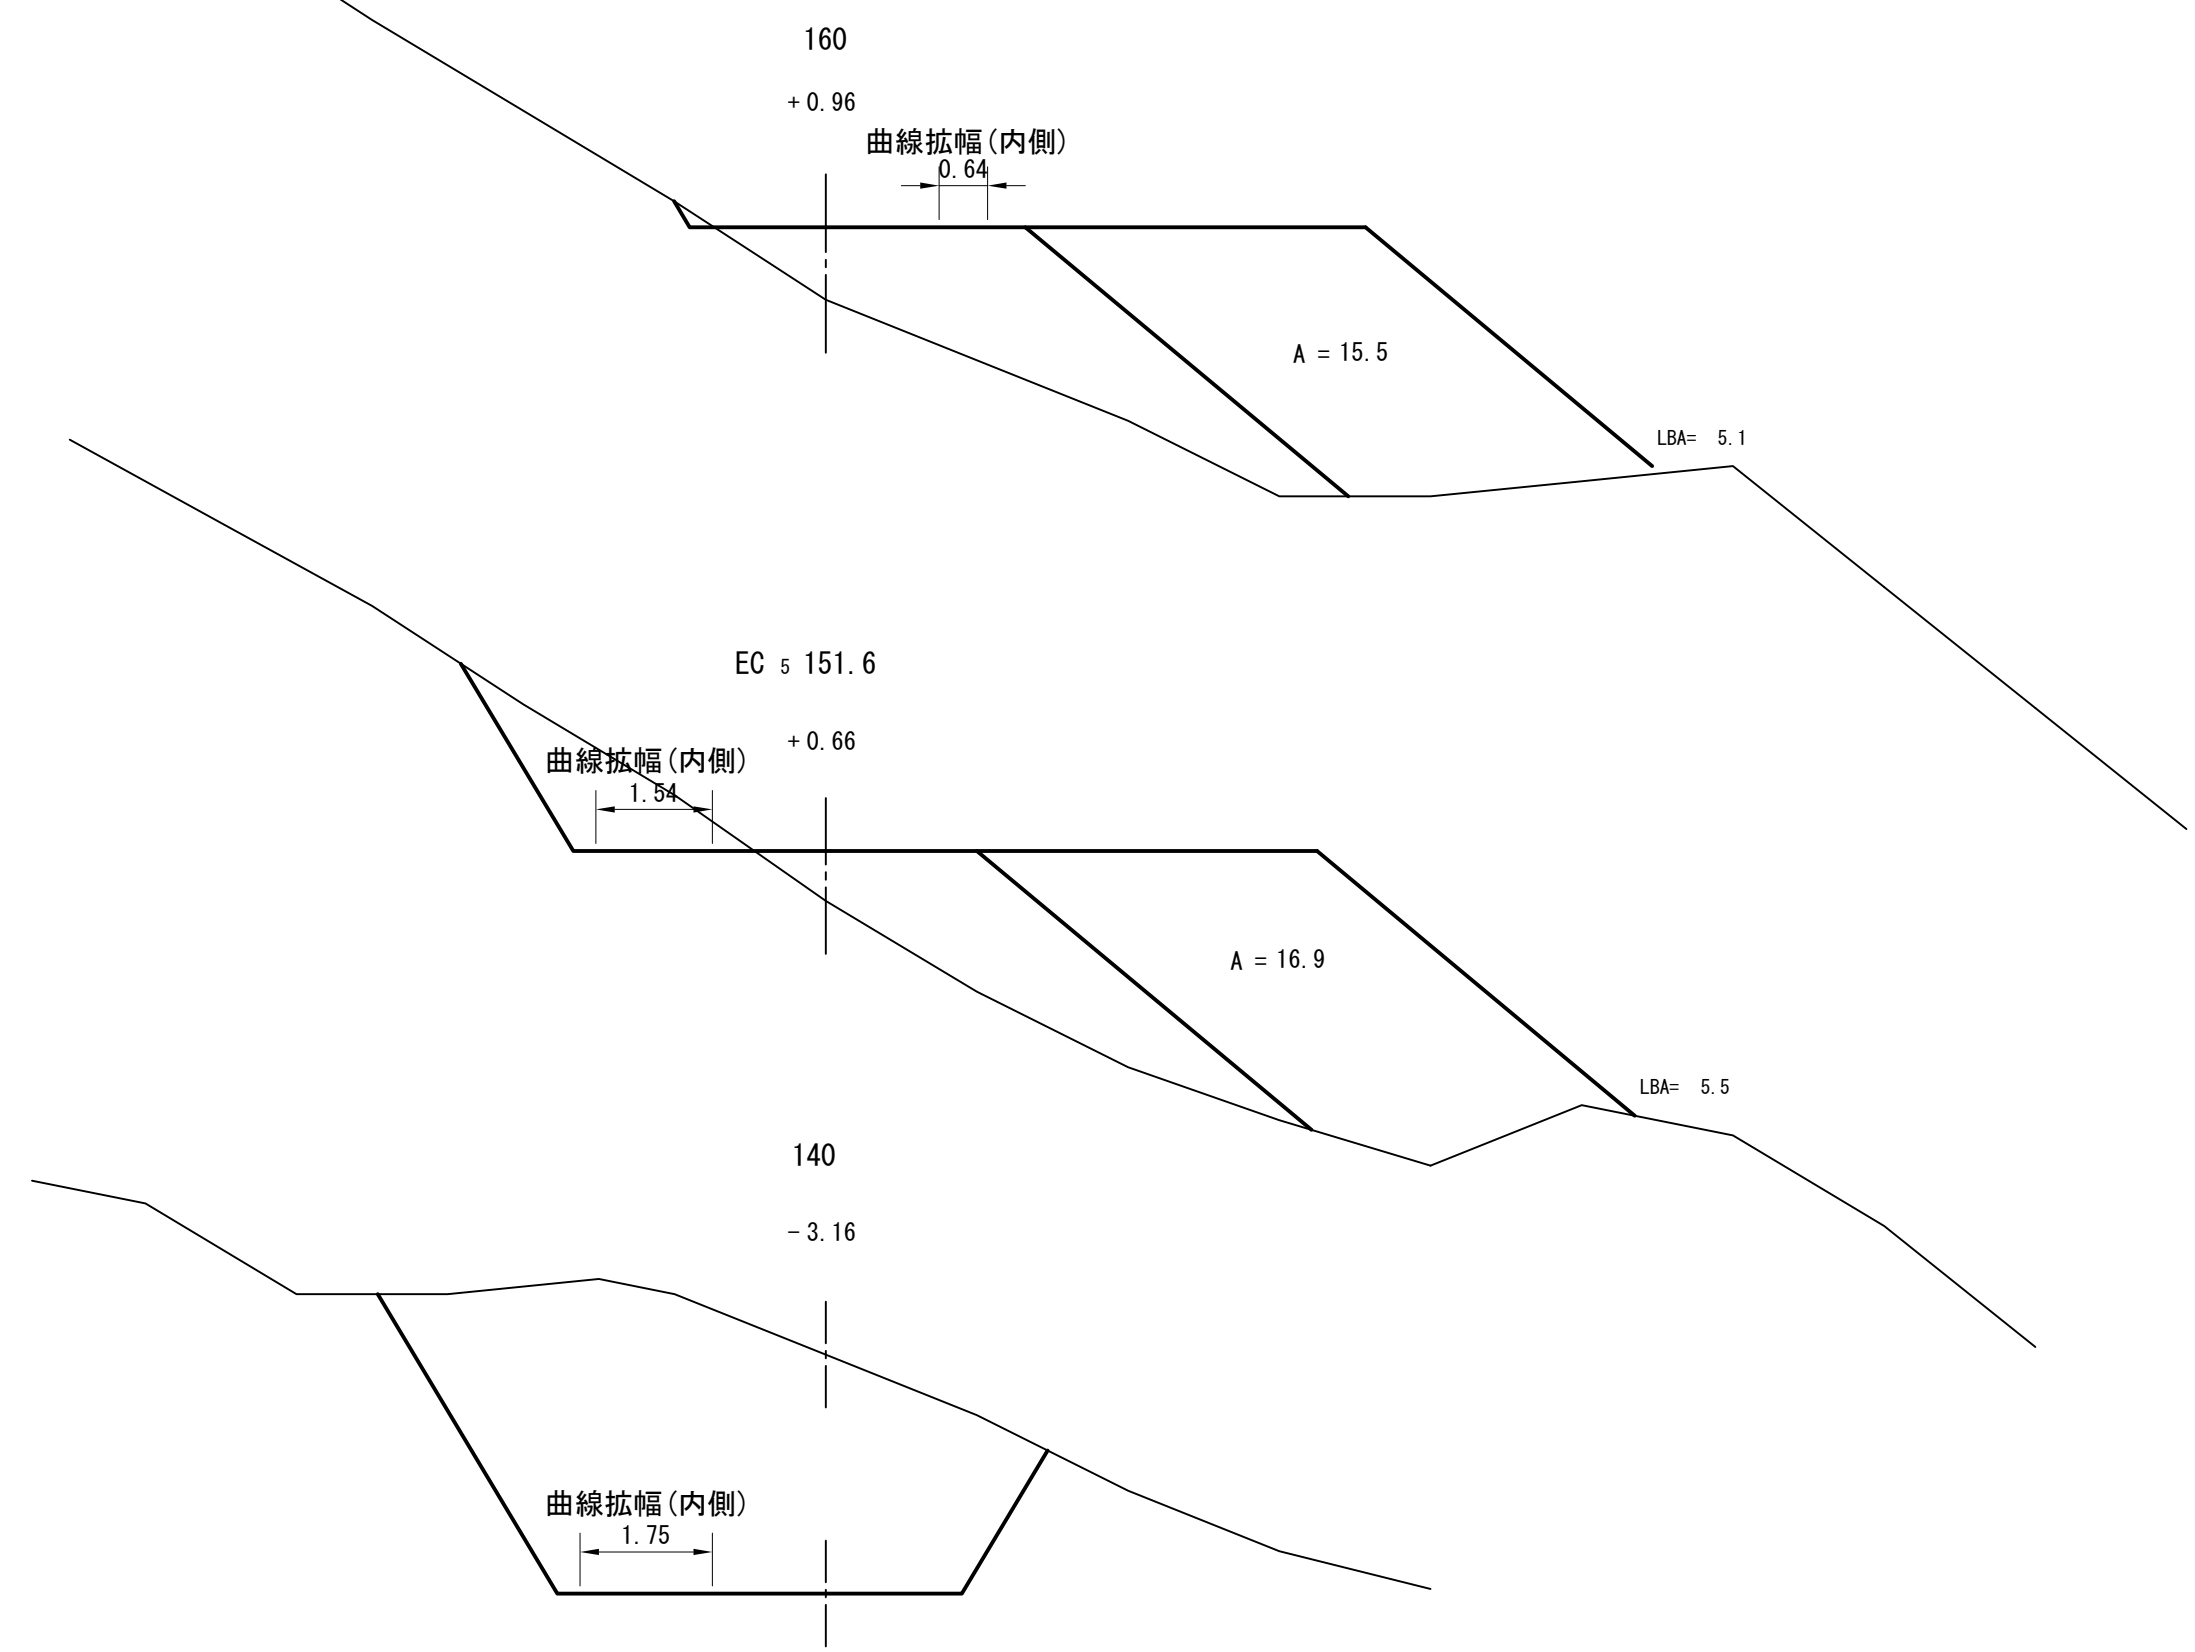 160
+0.96
曲線拡幅(内側)
0.64
A = 15.5
LBA= 5.1
EC 5 151.6
+0.66
曲線拡幅(内側)
1.54
A = 16.9
LBA= 5.5
140
-3.16
曲線拡幅(内側)
1.75